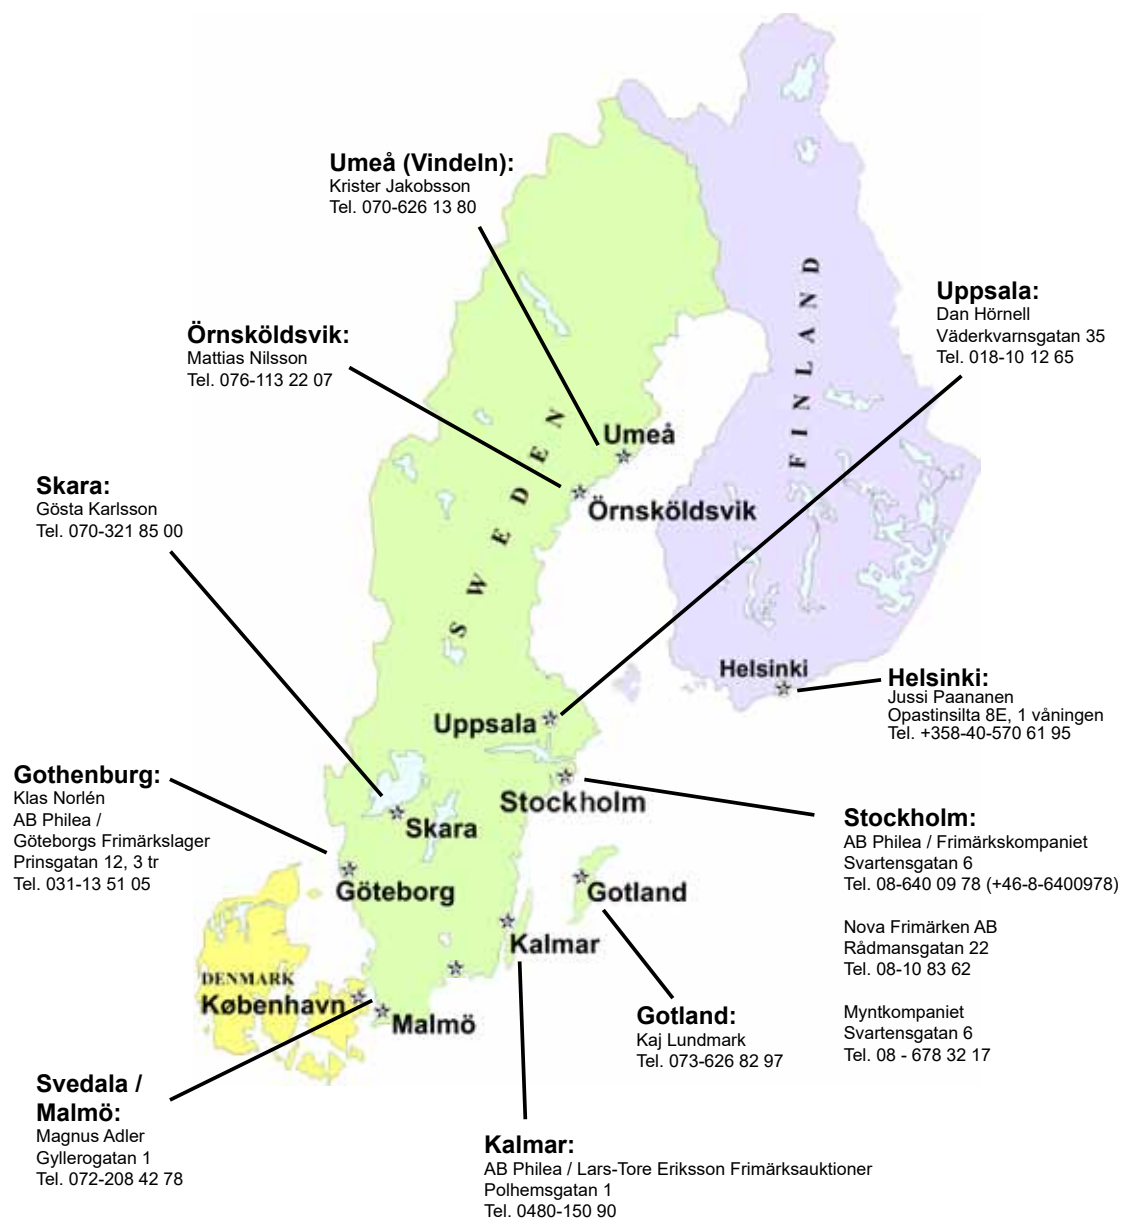 Umeå (Vindeln):
Krister Jakobsson
Tel. 070-626 13 80
Örnsköldsvik:
Mattias Nilsson
Tel. 076-113 22 07
Uppsala:
Dan Hörnell
Väderkvarnsgatan 35
Tel. 018-10 12 65
Skara:
Gösta Karlsson
Tel. 070-321 85 00
SWEDEN
FINLAND
Umeå
Örnsköldsvik
Helsinki
Helsinki:
Jussi Paananen
Opastinsilta 8E, 1 våningen
Tel. +358-40-570 61 95
Uppsala
Stockholm
Skara
Göteborg
Gotland
Kalmar
DENMARK
København
Malmö
Gothenburg:
Klas Norlén
AB Philea /
Göteborgs Frimärkslager
Prinsgatan 12, 3 tr
Tel. 031-13 51 05
Stockholm:
AB Philea / Frimärkskompaniet
Svartensgatan 6
Tel. 08-640 09 78 (+46-8-6400978)
Nova Frimärken AB
Rådmansgatan 22
Tel. 08-10 83 62
Myntkompaniet
Svartensgatan 6
Tel. 08 - 678 32 17
Gotland:
Kaj Lundmark
Tel. 073-626 82 97
Svedala /
Malmö:
Magnus Adler
Gyllerogatan 1
Tel. 072-208 42 78
Kalmar:
AB Philea / Lars-Tore Eriksson Frimärksauktioner
Polhemsgatan 1
Tel. 0480-150 90